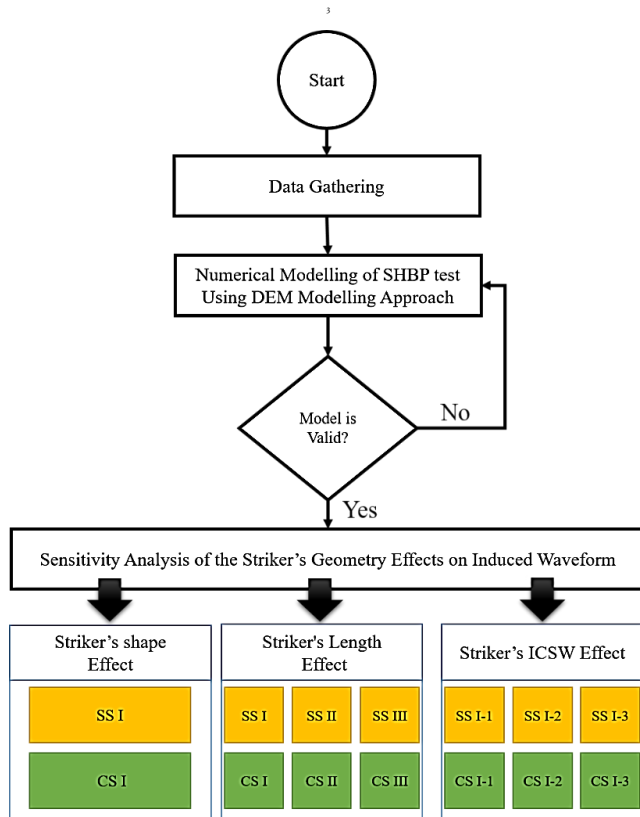 3
Start
Data Gathering
Numerical Modelling of SHBP test
Using DEM Modelling Approach
Model is
Valid?
No
Yes
Sensitivity Analysis of the Striker’s Geometry Effects on Induced Waveform
Striker’s shape
Effect
SS I
CS I
Striker's Length
Effect
SS I SS II SS III
CS I CS II CS III
Striker’s ICSW Effect
SS I-1 SS I-2 SS I-3
CS I-1 CS I-2 CS I-3